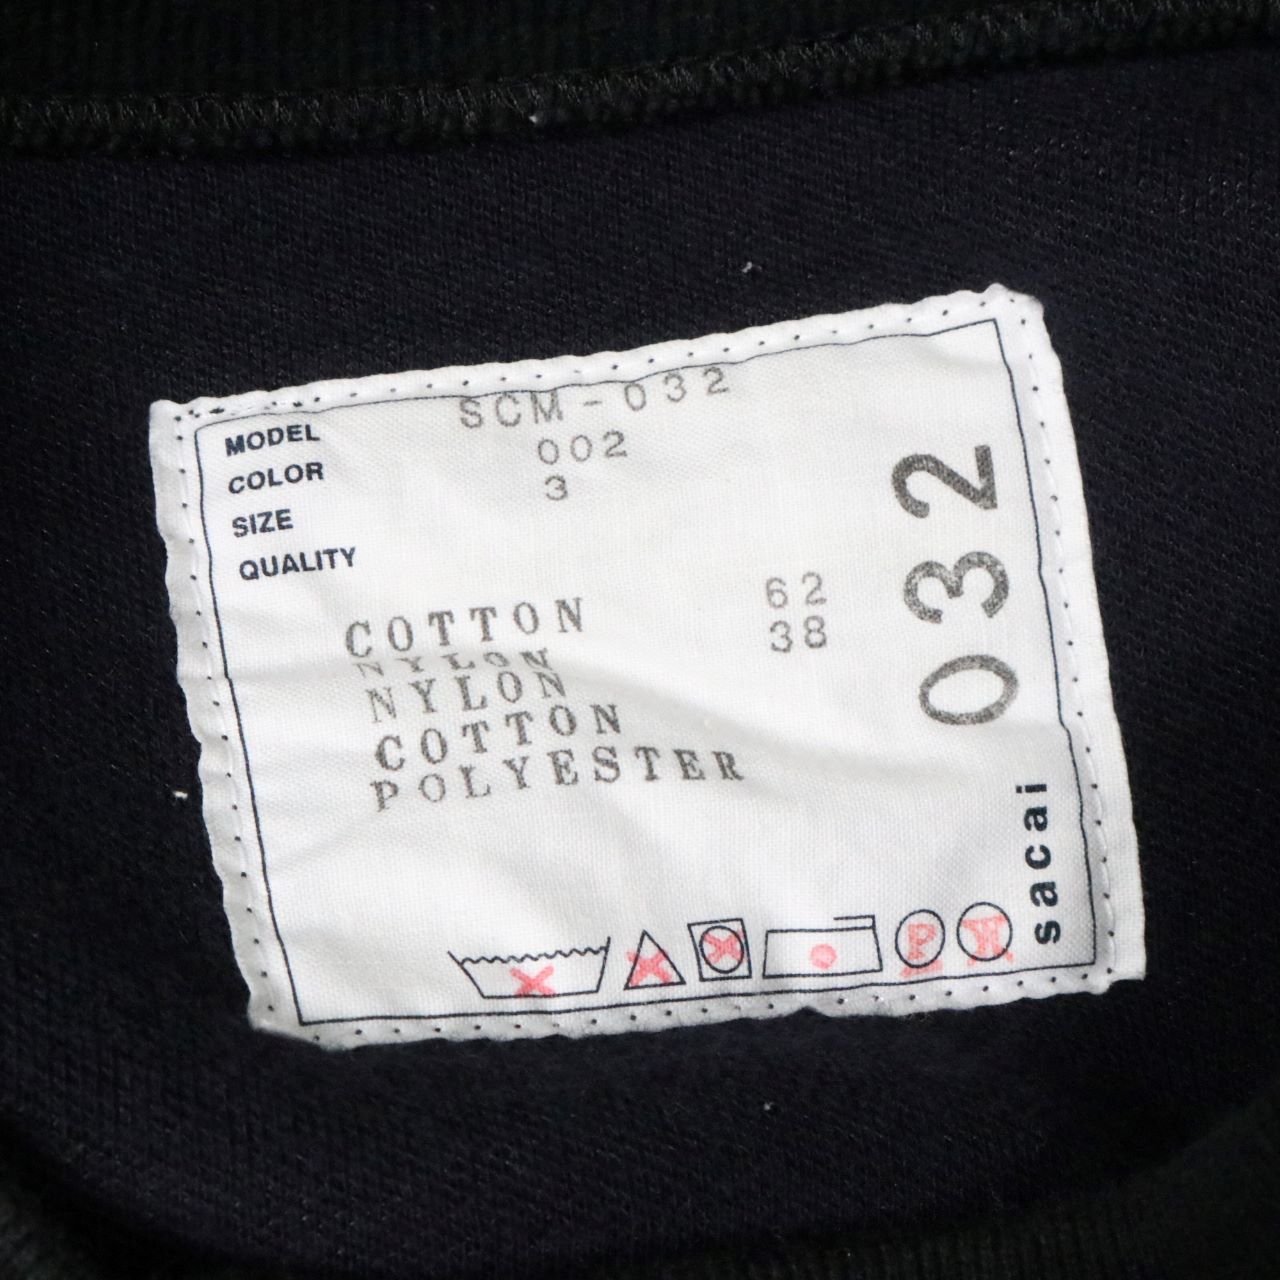 MODEL SCM-032
COLOR 002
SIZE 3
QUALITY
COTTON 62
NYLON 38
NYLON
COTTON
POLYESTER
032
sacai
P